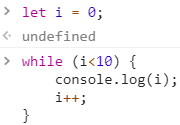 > let i = 0;
<· undefined
> while (i<10) {
    console.log(i);
    i++;
}